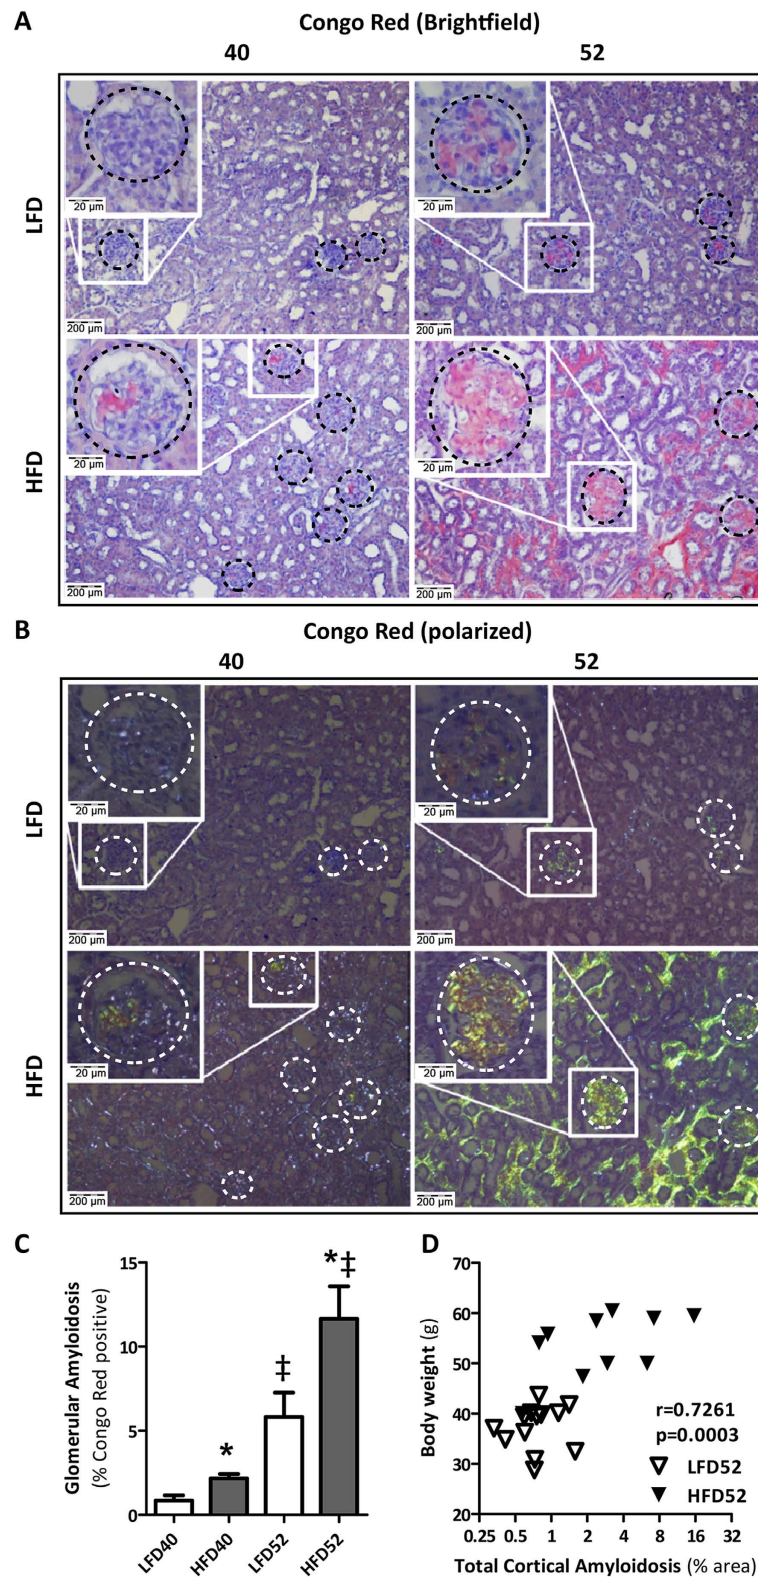 A
Congo Red (Brightfield)
40 52
LFD
20 µm
20 µm
200 µm
200 µm
HFD
20 µm
20 µm
200 µm
200 µm
B
Congo Red (polarized)
40 52
LFD
20 µm
20 µm
200 µm
200 µm
HFD
20 µm
20 µm
200 µm
200 µm
C
Glomerular Amyloidosis
(% Congo Red positive)
15
10
5
0
*
‡
*‡
LFD40
HFD40
LFD52
HFD52
D
Body weight (g)
70
60
50
40
30
20
r=0.7261
p=0.0003
LFD52
HFD52
0.25 0.5 1 2 4 8 16 32
Total Cortical Amyloidosis (% area)